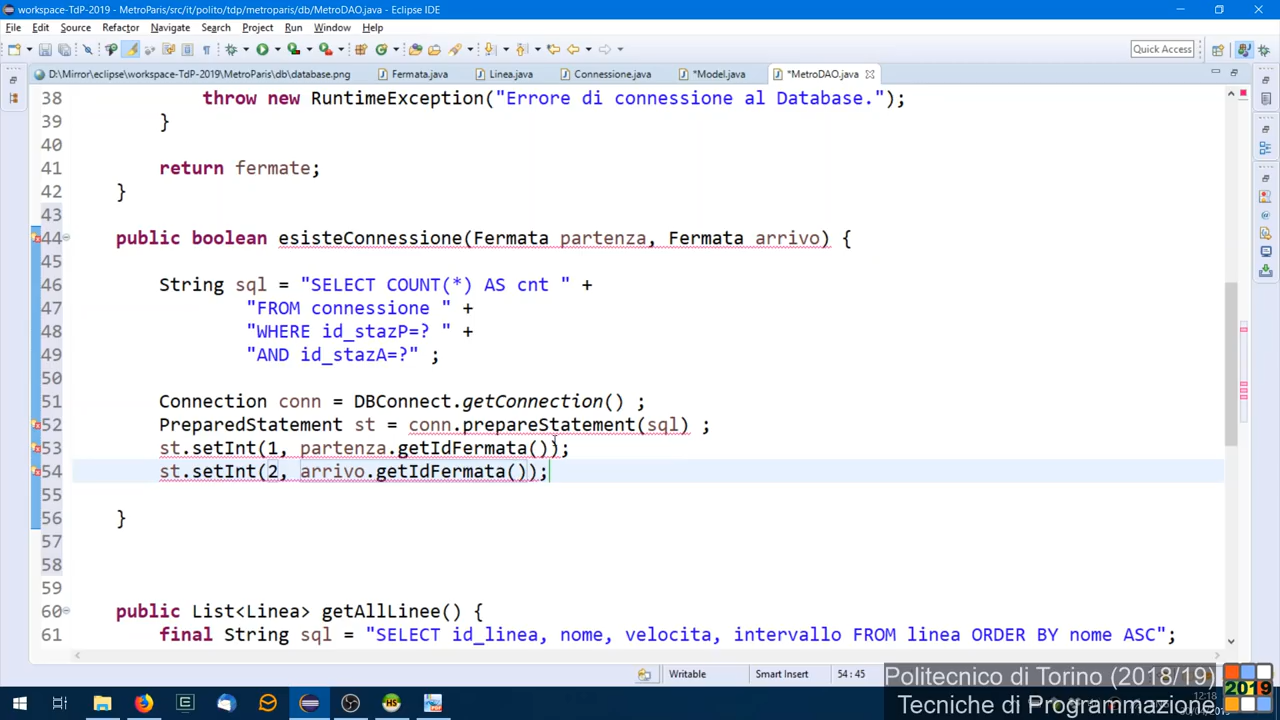 workspace-TdP-2019 - MetroParis/src/it/polito/tdp/metroparis/db/MetroDAO.java - Eclipse IDE
File Edit Source Refactor Navigate Search Project Run Window Help
Quick Access
D:\Mirror\eclipse\workspace-TdP-2019\MetroParis\db\database.png Fermata.java Linea.java Connessione.java *Model.java *MetroDAO.java
38 throw new RuntimeException("Errore di connessione al Database.");
39 }
40
41 return fermate;
42 }
43
44 public boolean esisteConnessione(Fermata partenza, Fermata arrivo) {
45
46 String sql = "SELECT COUNT(*) AS cnt " +
47 "FROM connessione " +
48 "WHERE id_stazP=? " +
49 "AND id_stazA=?" ;
50
51 Connection conn = DBConnect.getConnection() ;
52 PreparedStatement st = conn.prepareStatement(sql) ;
53 st.setInt(1, partenza.getIdFermata());
54 st.setInt(2, arrivo.getIdFermata());
55
56 }
57
58
59
60 public List<Linea> getAllLinee() {
61 final String sql = "SELECT id_linea, nome, velocita, intervallo FROM linea ORDER BY nome ASC";
Writable Smart Insert 54 : 45
Politecnico di Torino (2018/19)
Tecniche di Programmazione
2019
12:18